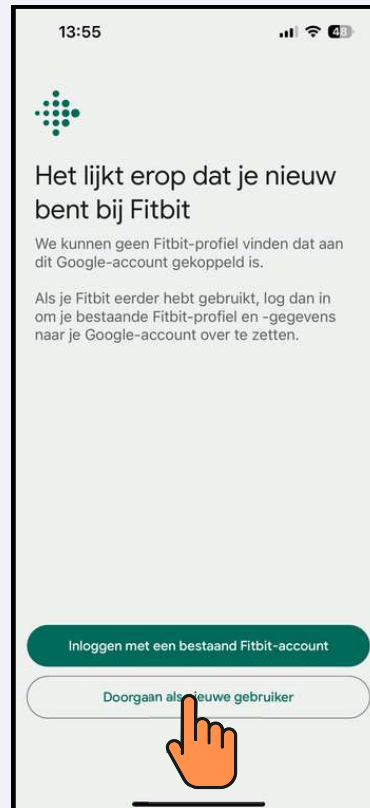 13:55
48
Het lijkt erop dat je nieuw
bent bij Fitbit
We kunnen geen Fitbit-profiel vinden dat aan
dit Google-account gekoppeld is.
Als je Fitbit eerder hebt gebruikt, log dan in
om je bestaande Fitbit-profiel en -gegevens
naar je Google-account over te zetten.
Inloggen met een bestaand Fitbit-account
Doorgaan als nieuwe gebruiker